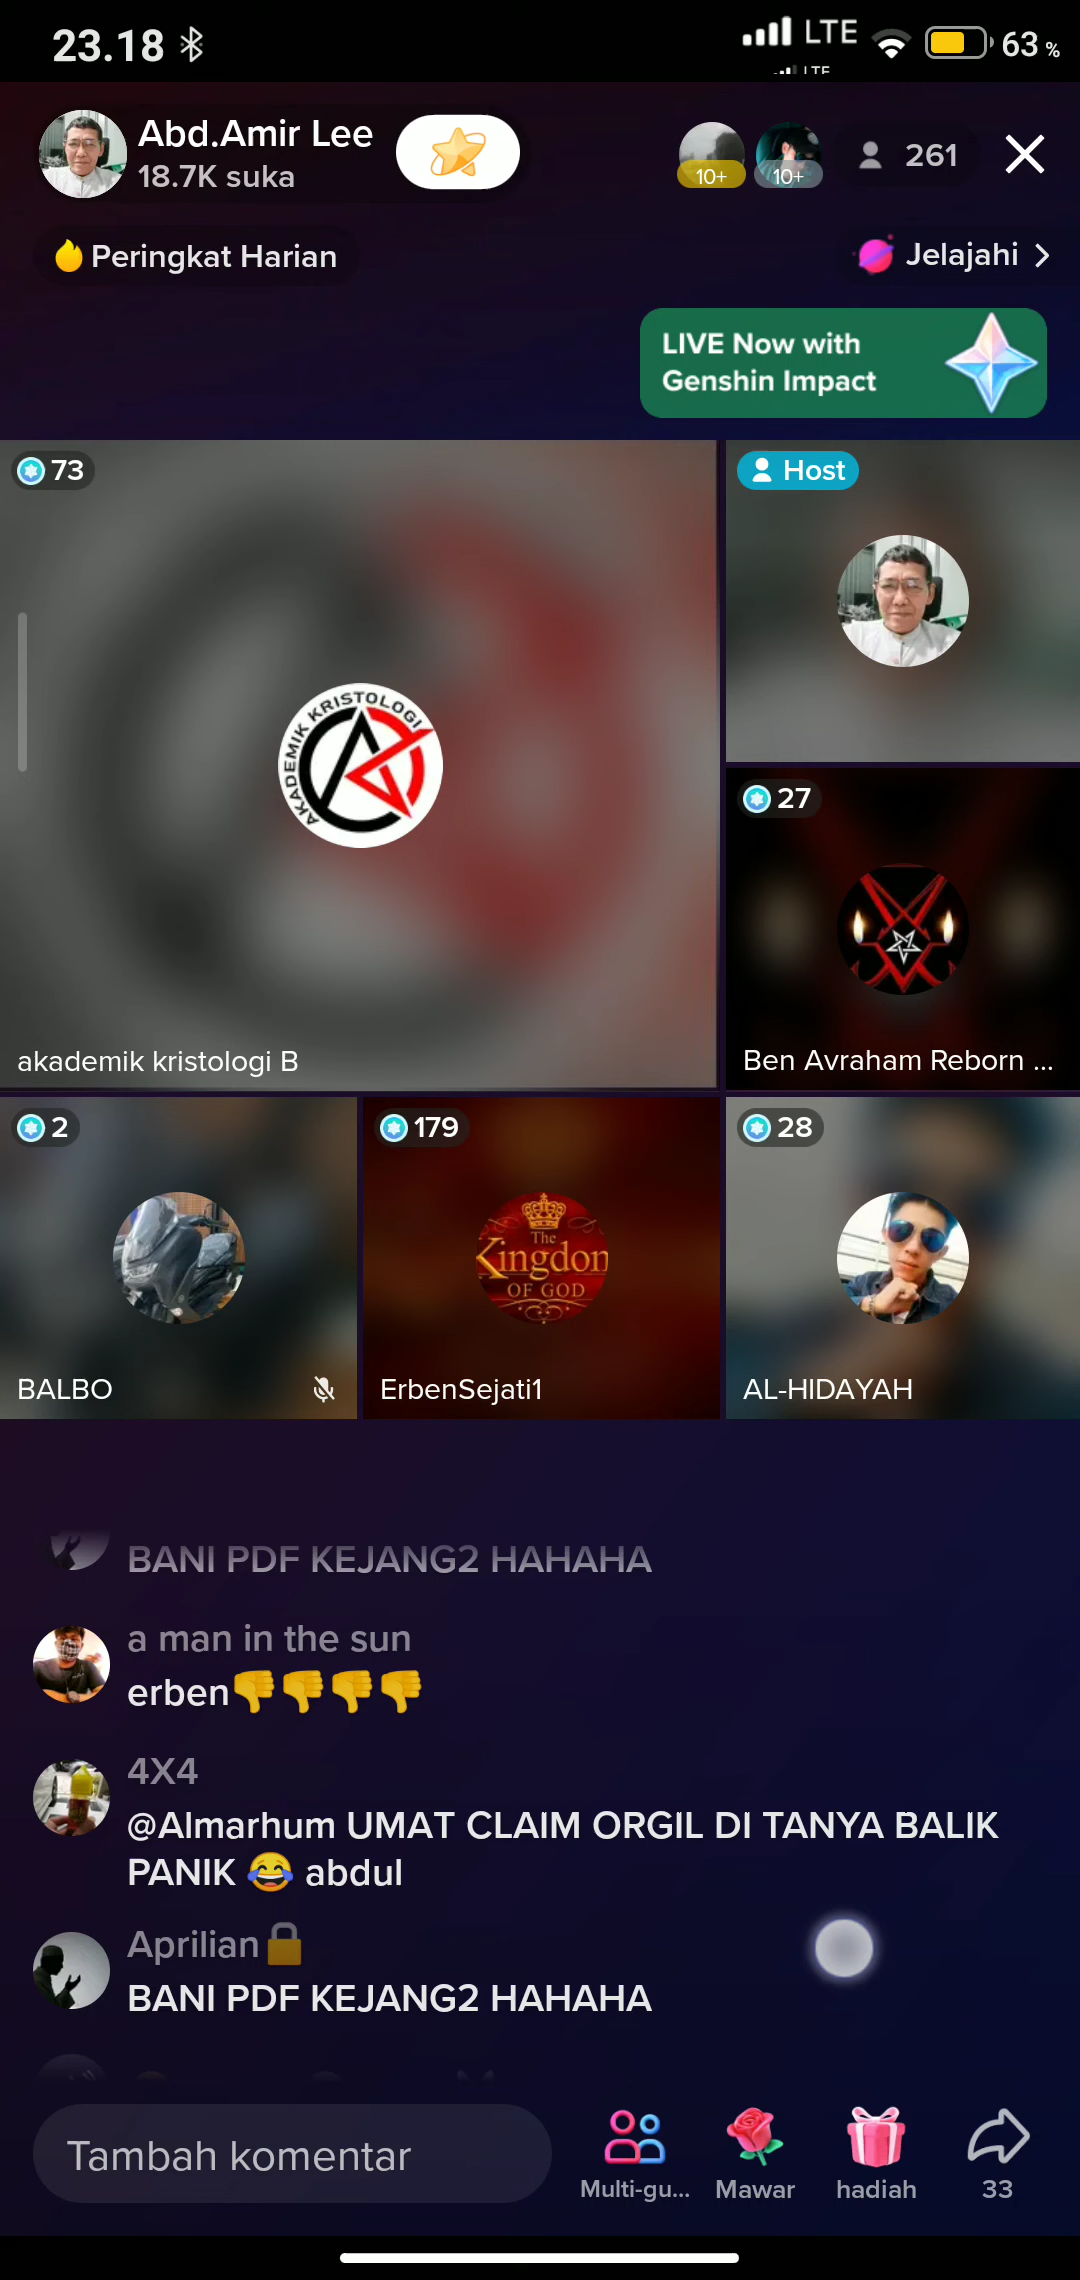 23.18
LTE
63 %
LTE
Abd.Amir Lee
18.7K suka
10+
10+
261
Peringkat Harian
Jelajahi
LIVE Now with
Genshin Impact
73
AKADEMIK KRISTOLOGI
akademik kristologi B
Host
27
Ben Avraham Reborn ...
2
BALBO
179
The
Kingdon
OF GOD
ErbenSejati1
28
AL-HIDAYAH
BANI PDF KEJANG2 HAHAHA
a man in the sun
erben👎👎👎👎
4X4
@Almarhum UMAT CLAIM ORGIL DI TANYA BALIK
PANIK 😂 abdul
Aprilian🔒
BANI PDF KEJANG2 HAHAHA
Tambah komentar
Multi-gu...
Mawar
hadiah
33